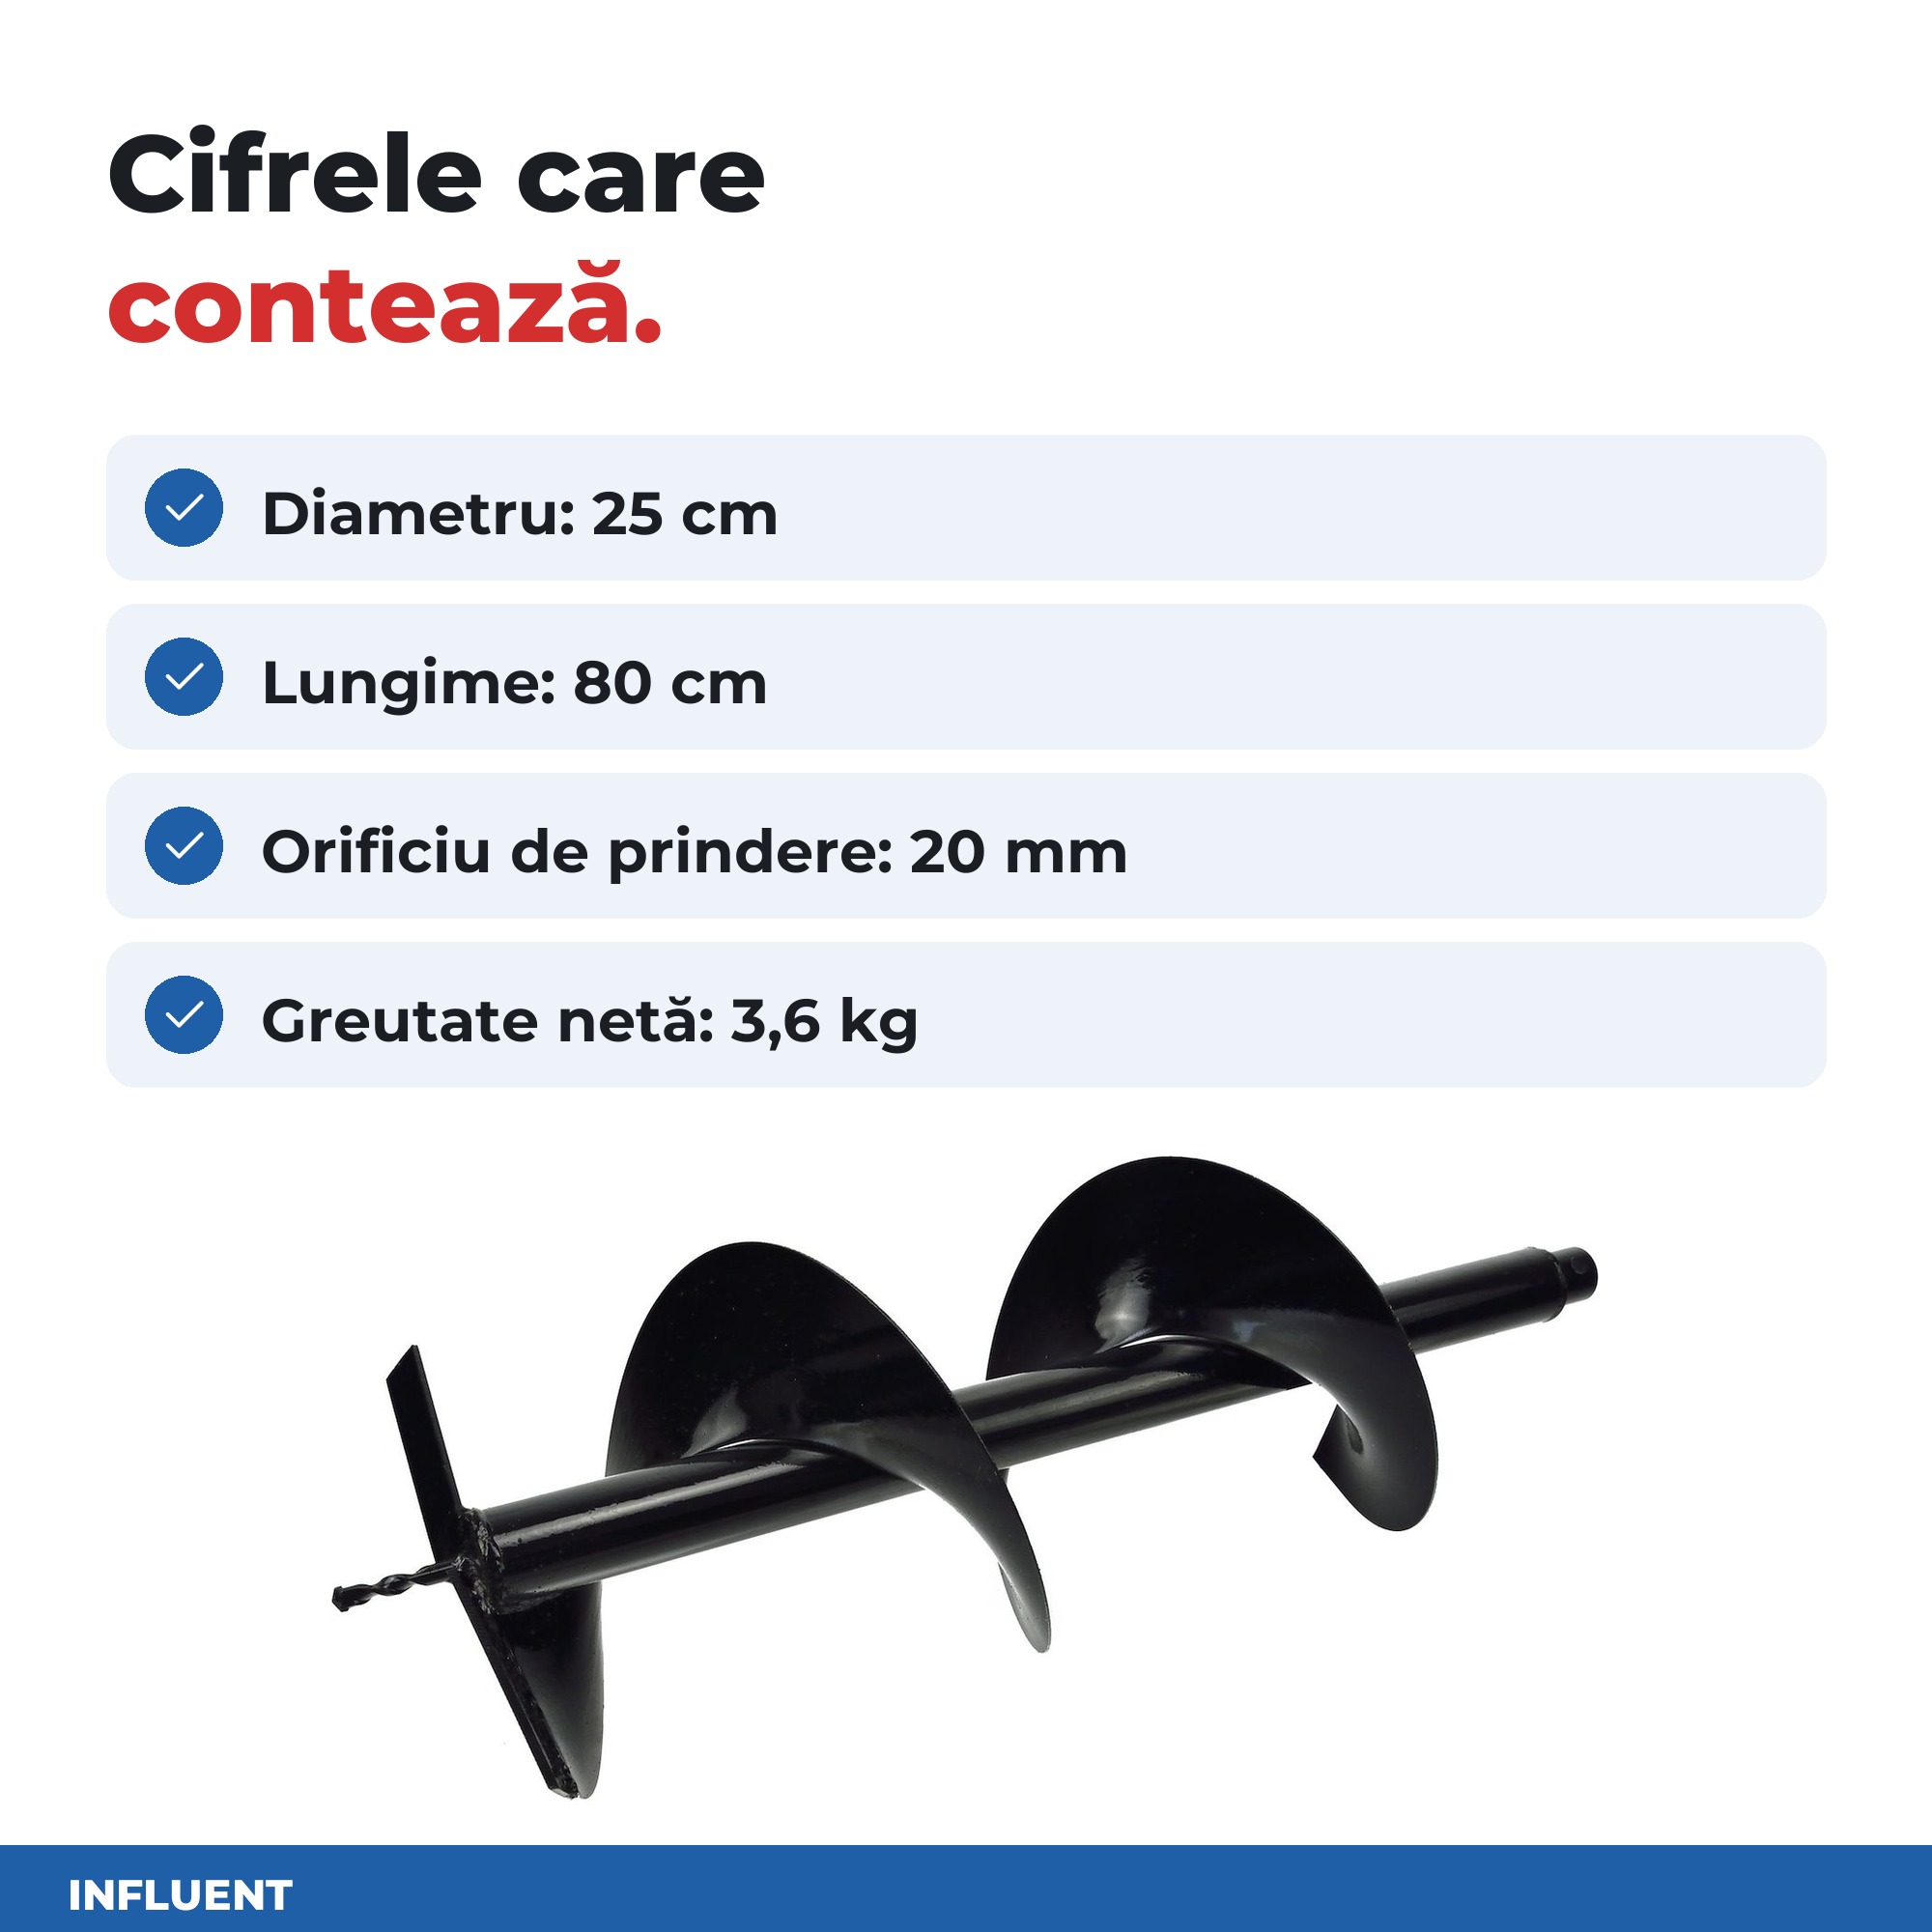 Cifrele care
contează.
Diametru: 25 cm
Lungime: 80 cm
Orificiu de prindere: 20 mm
Greutate netă: 3,6 kg
INFLUENT